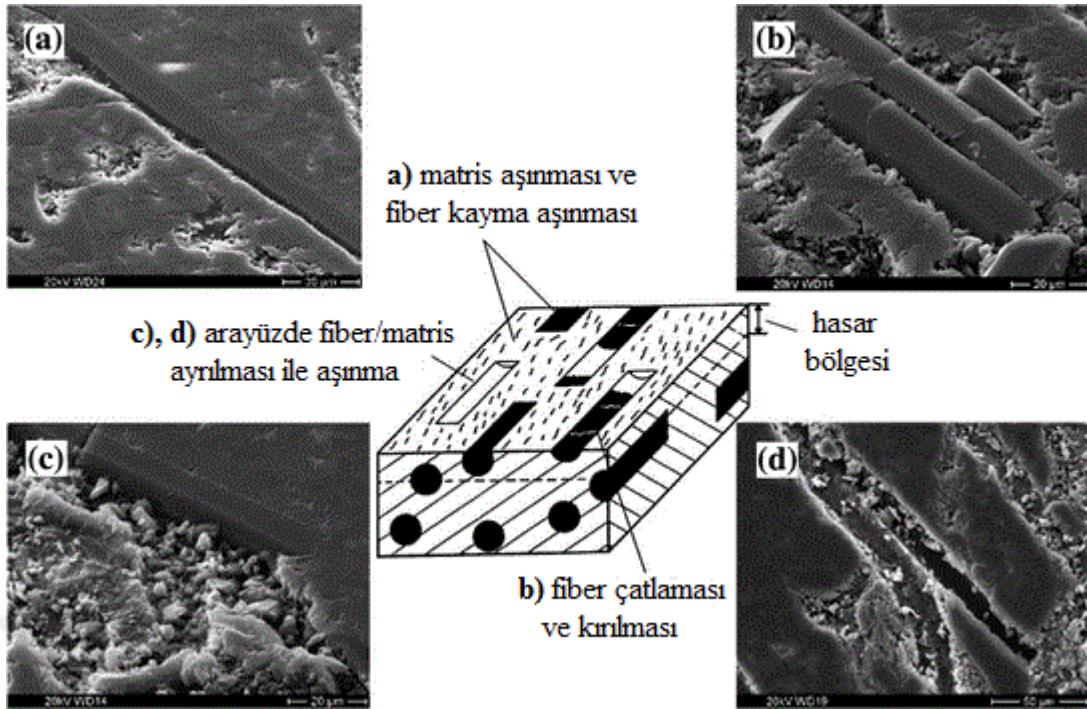 (a)
20kV WD24
20 µm
(b)
20kV WD14
20 µm
a) matris aşınması ve
fiber kayma aşınması
c), d) arayüzde fiber/matris
ayrılması ile aşınma
hasar
bölgesi
(c)
20kV WD14
20 µm
b) fiber çatlaması
ve kırılması
(d)
20kV WD19
50 µm